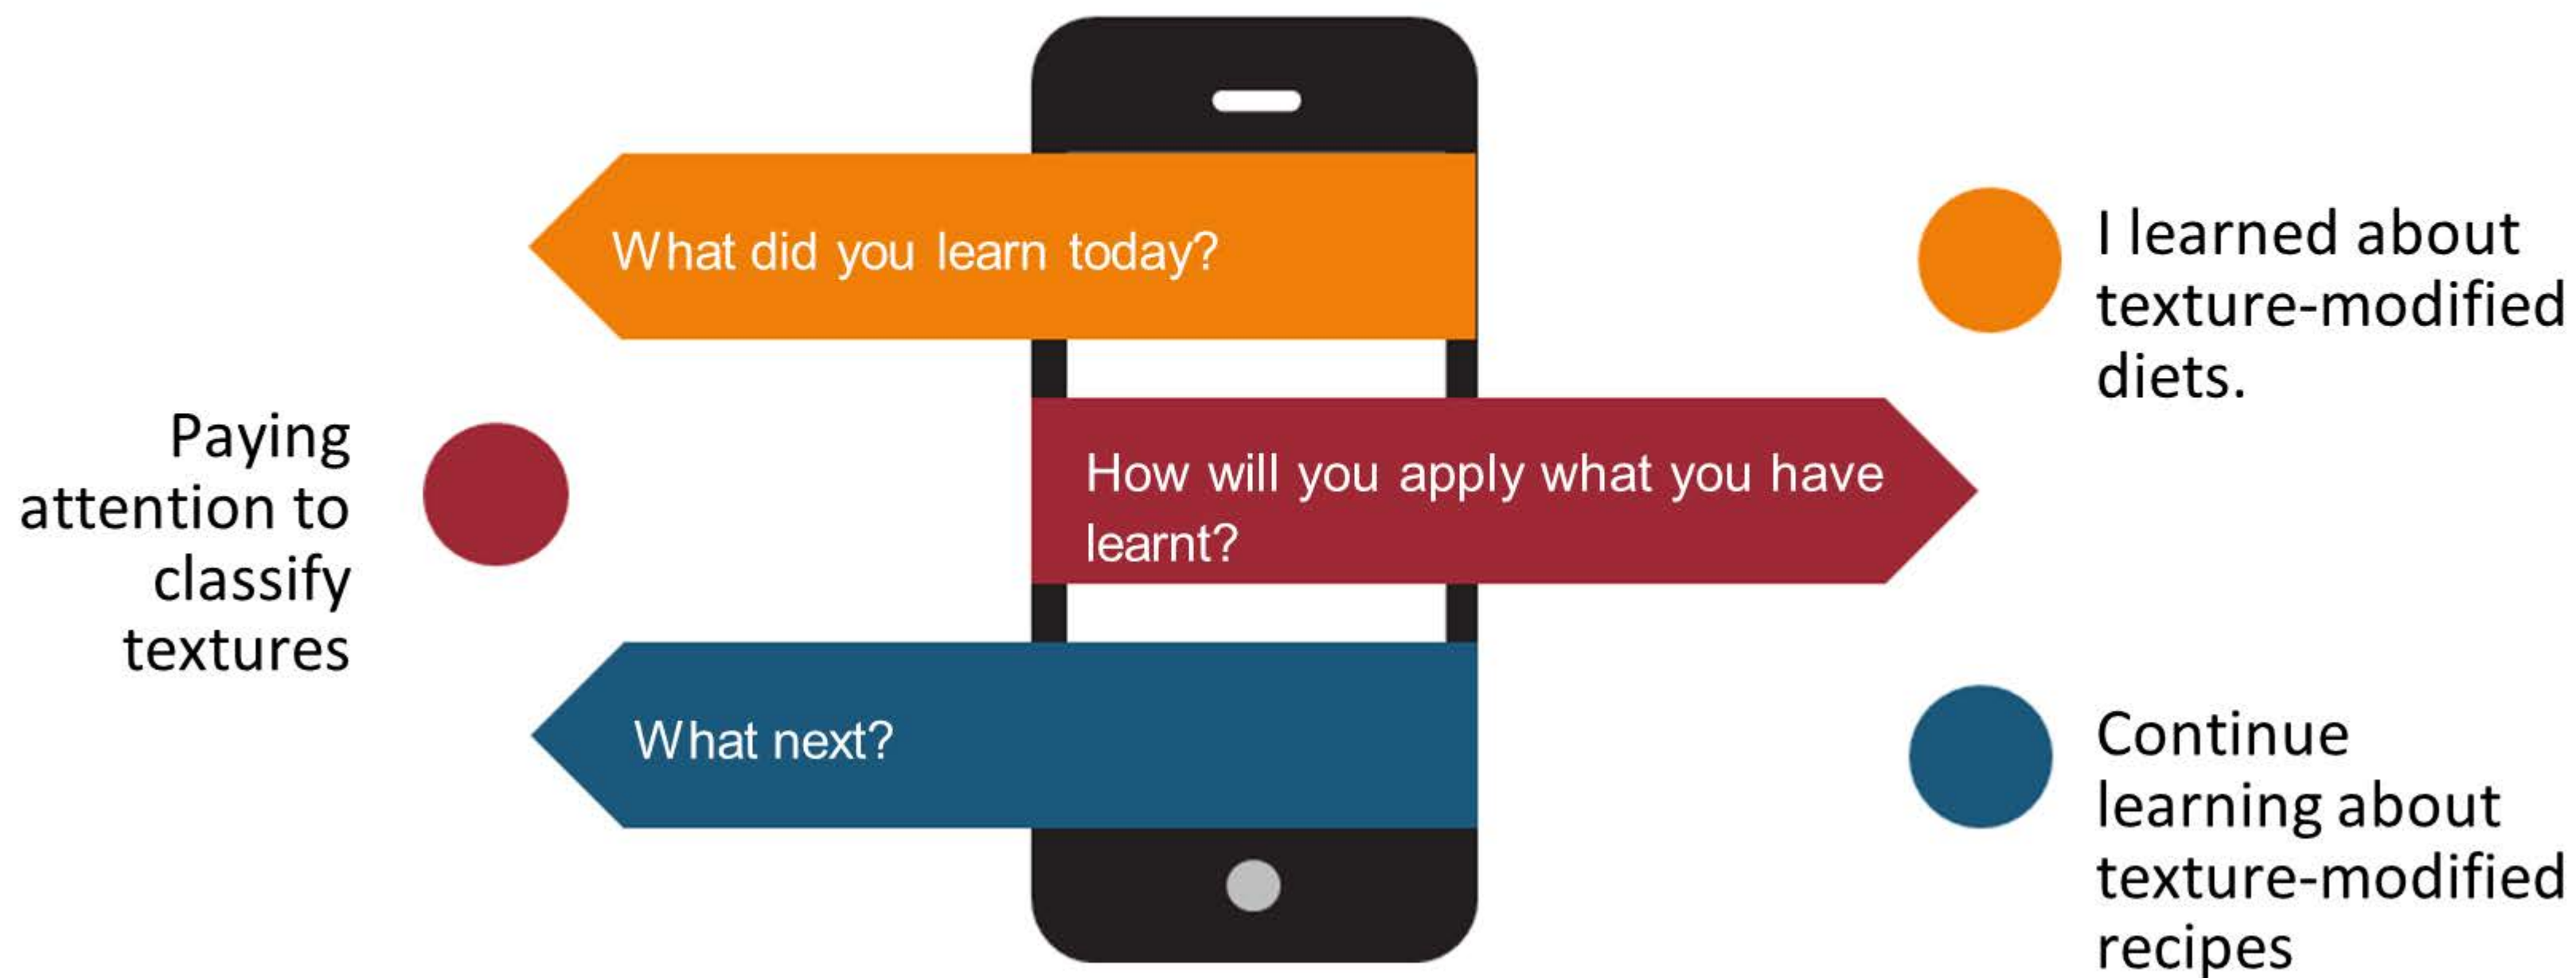 What did you learn today?
I learned about
texture-modified
diets.
Paying
attention to
classify
textures
How will you apply what you have
learnt?
What next?
Continue
learning about
texture-modified
recipes